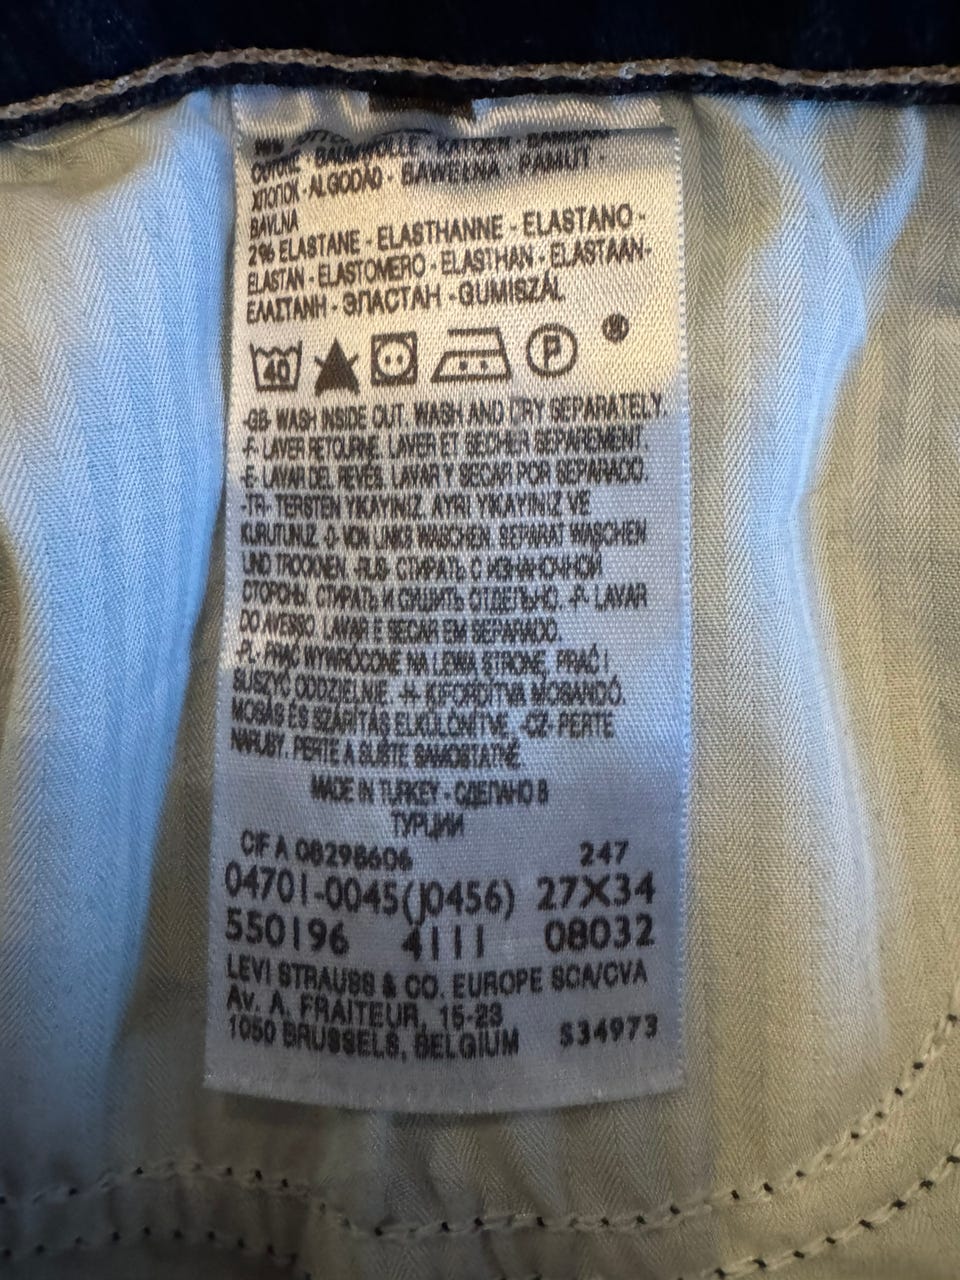 BAUMWOLLE - KATOEN - BAMBAĞI
ΧΛΟΠΟΚ - ALGODÃO - BAWEŁNA - PAMUT -
BAVLNA
2% ELASTANE - ELASTHANNE - ELASTANO -
ELASTAN - ELASTOMERO - ELASTHAN - ELASTAAN-
ΕΛΑΣΤΑΝΗ - ЭЛАСТАН - GUMISZÁL
40 P
-GB- WASH INSIDE OUT. WASH AND DRY SEPARATELY.
-F- LAVER RETOURNE. LAVER ET SECHER SEPAREMENT.
-E- LAVAR DEL REVÉS. LAVAR Y SECAR POR SEPARADO.
-TR- TERSTEN YIKAYINIZ. AYRI YIKAYINIZ VE
KURUTUNUZ. -D- VON LINKS WASCHEN. SEPARAT WASCHEN
UND TROCKNEN. -RUS- СТИРАТЬ С ИЗНАНОЧНОЙ
СТОРОНЫ. СТИРАТЬ И СУШИТЬ ОТДЕЛЬНО. -P- LAVAR
DO AVESSO. LAVAR E SECAR EM SEPARADO.
-PL- PRAĆ WYWRÓCONE NA LEWĄ STRONĘ, PRAĆ I
SUSZYĆ ODDZIELNIE. -H- KIFORDÍTVA MOSANDÓ.
MOSÁS ÉS SZÁRÍTÁS ELKÜLÖNÍTVE. -CZ- PERTE
NARUBY. PERTE A SUŠTE SAMOSTATNĚ.
MADE IN TURKEY - СДЕЛАНО В
ТУРЦИИ
CIF A 08298606 247
04701-0045(J0456) 27X34
550196 4111 08032
LEVI STRAUSS & CO. EUROPE SCA/CVA
Av. A. FRAITEUR, 15-23
1050 BRUSSELS, BELGIUM S34973